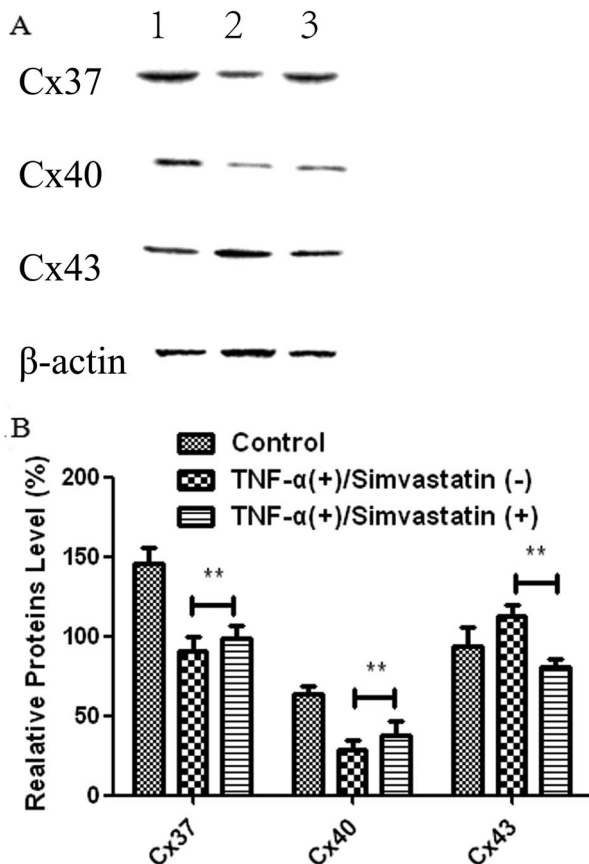 A
1 2 3
Cx37
Cx40
Cx43
β-actin
B
Control
TNF-α(+)/Simvastatin (-)
TNF-α(+)/Simvastatin (+)
Realative Proteins Level (%)
200
150
100
50
0
**
**
**
Cx37 Cx40 Cx43